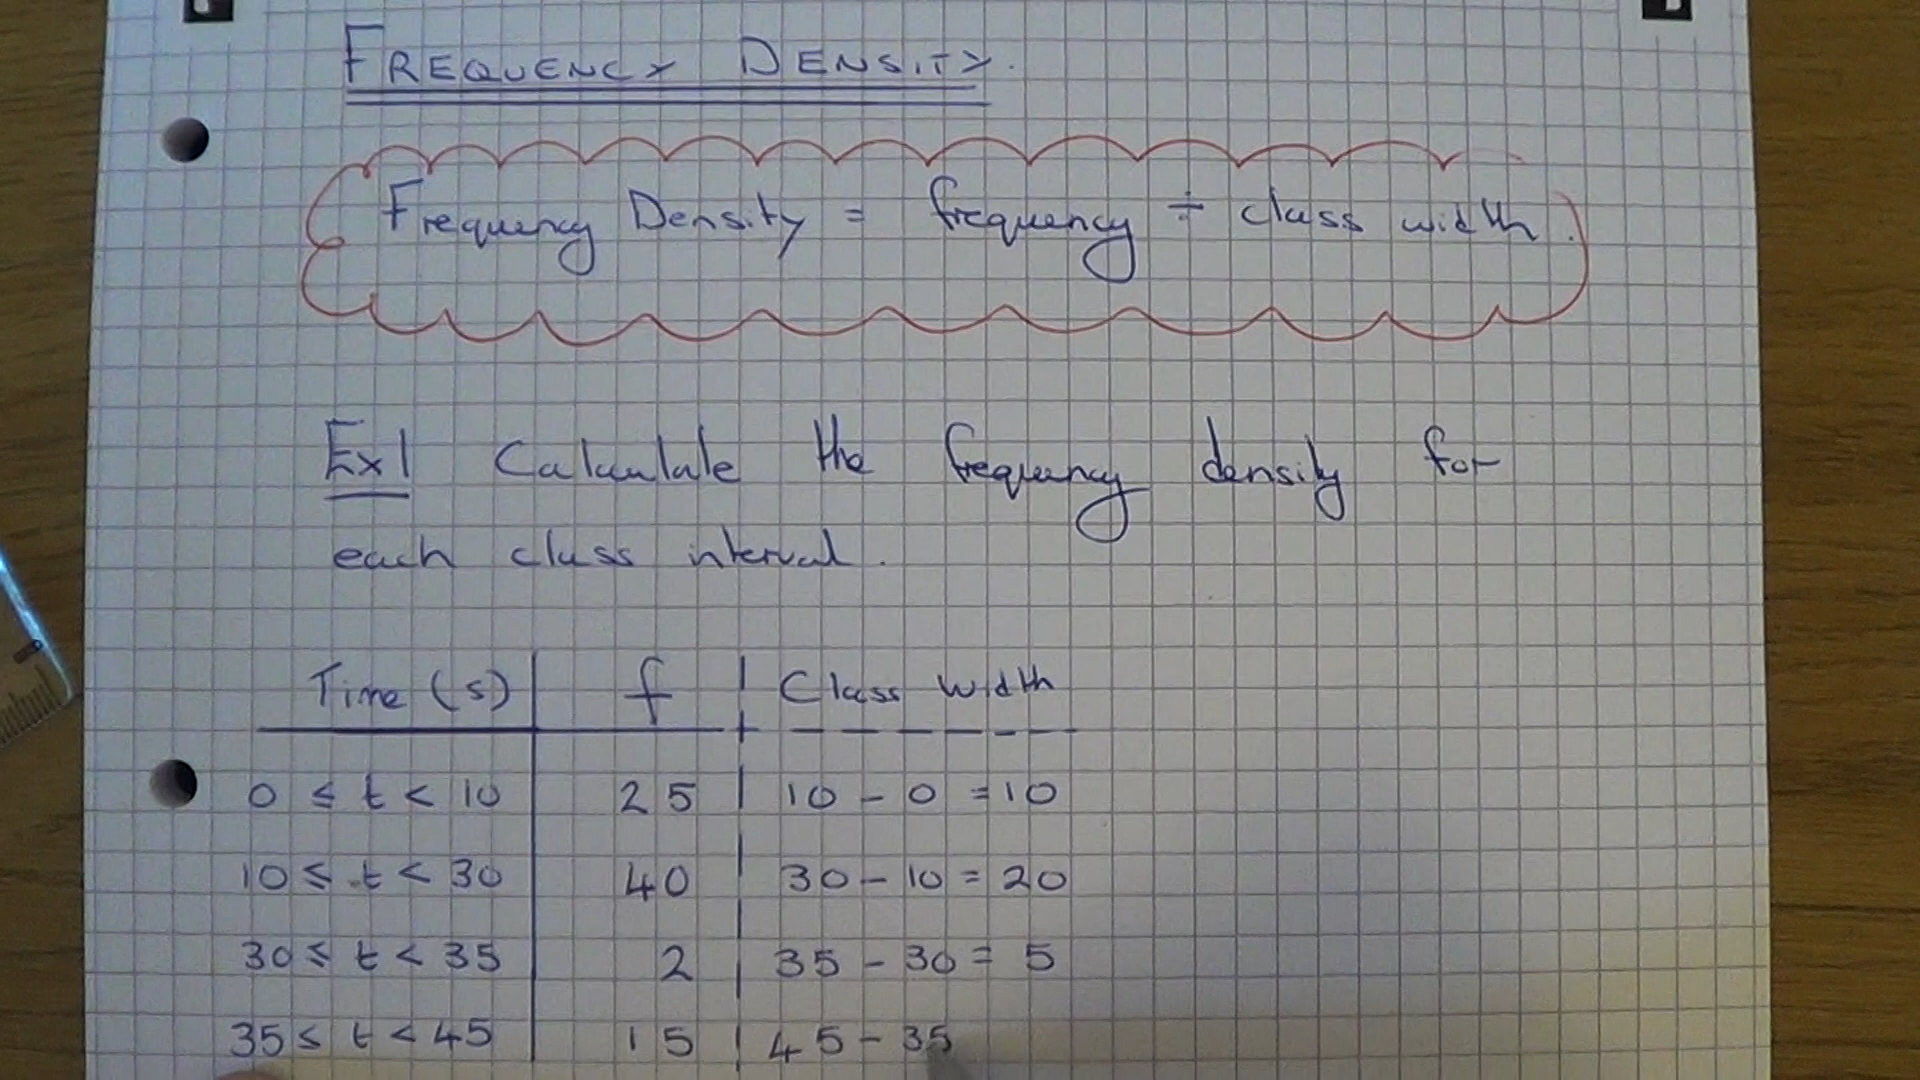 FREQUENCY DENSITY.
Frequency Density = frequency ÷ class width.
Ex1 Calculate the frequency density for
each class interval.
Time (s) f Class width
0 ≤ t < 10 25 10 - 0 = 10
10 ≤ t < 30 40 30 - 10 = 20
30 ≤ t < 35 2 35 - 30 = 5
35 ≤ t < 45 15 45 - 35